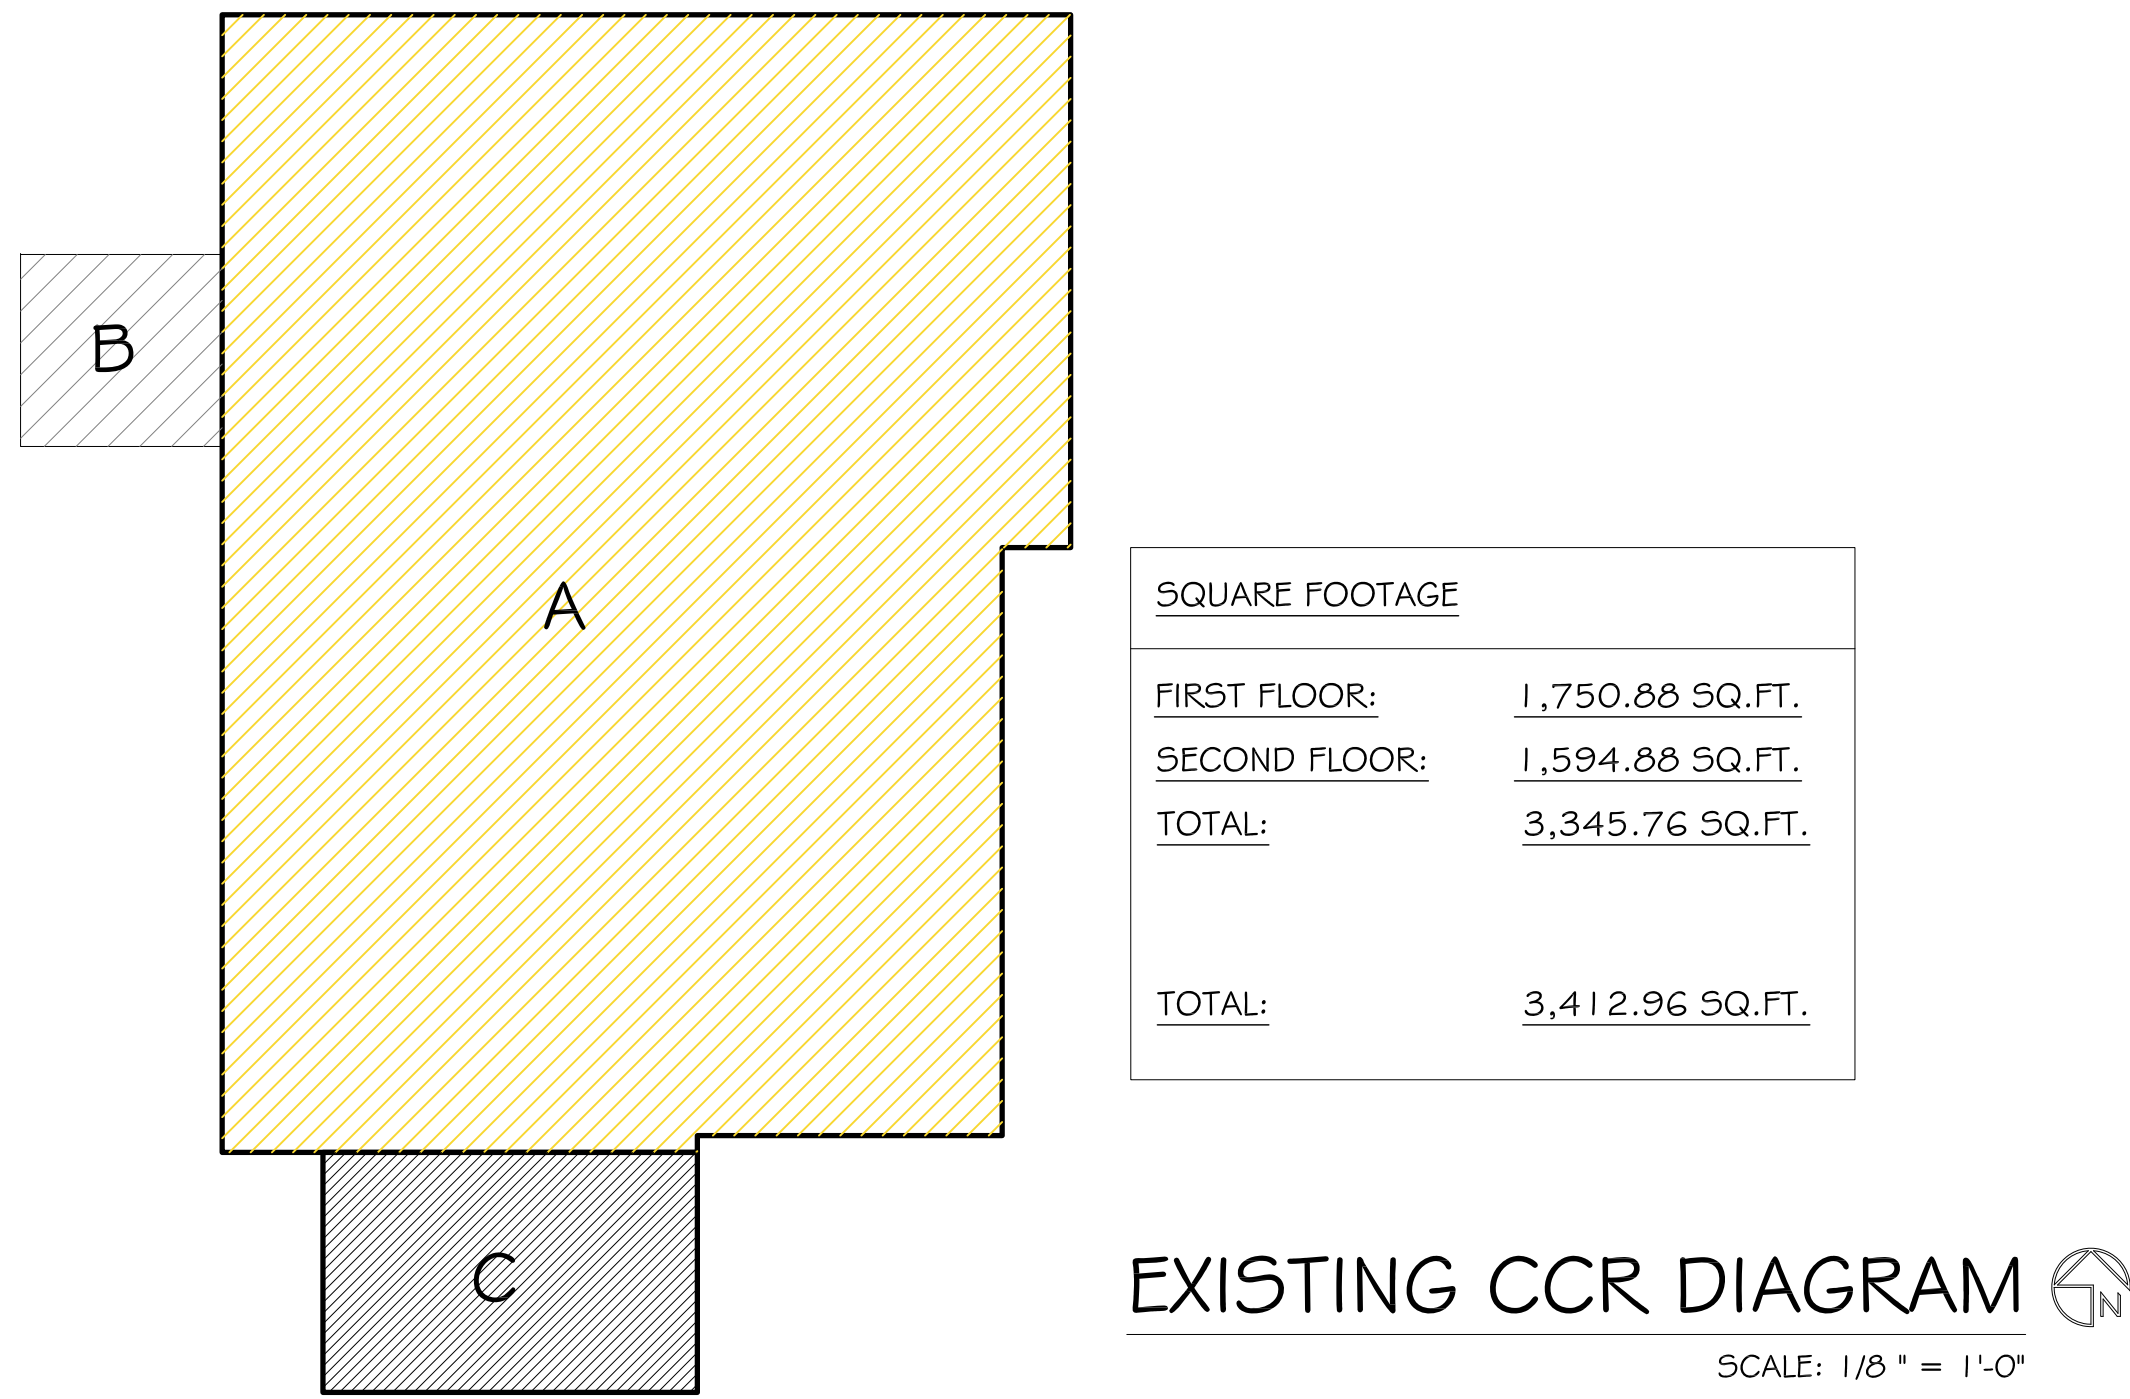 B
A
SQUARE FOOTAGE
FIRST FLOOR: 1,750.88 SQ.FT.
SECOND FLOOR: 1,594.88 SQ.FT.
TOTAL: 3,345.76 SQ.FT.
TOTAL: 3,412.96 SQ.FT.
C
EXISTING CCR DIAGRAM
N
SCALE: 1/8 " = 1'-0"